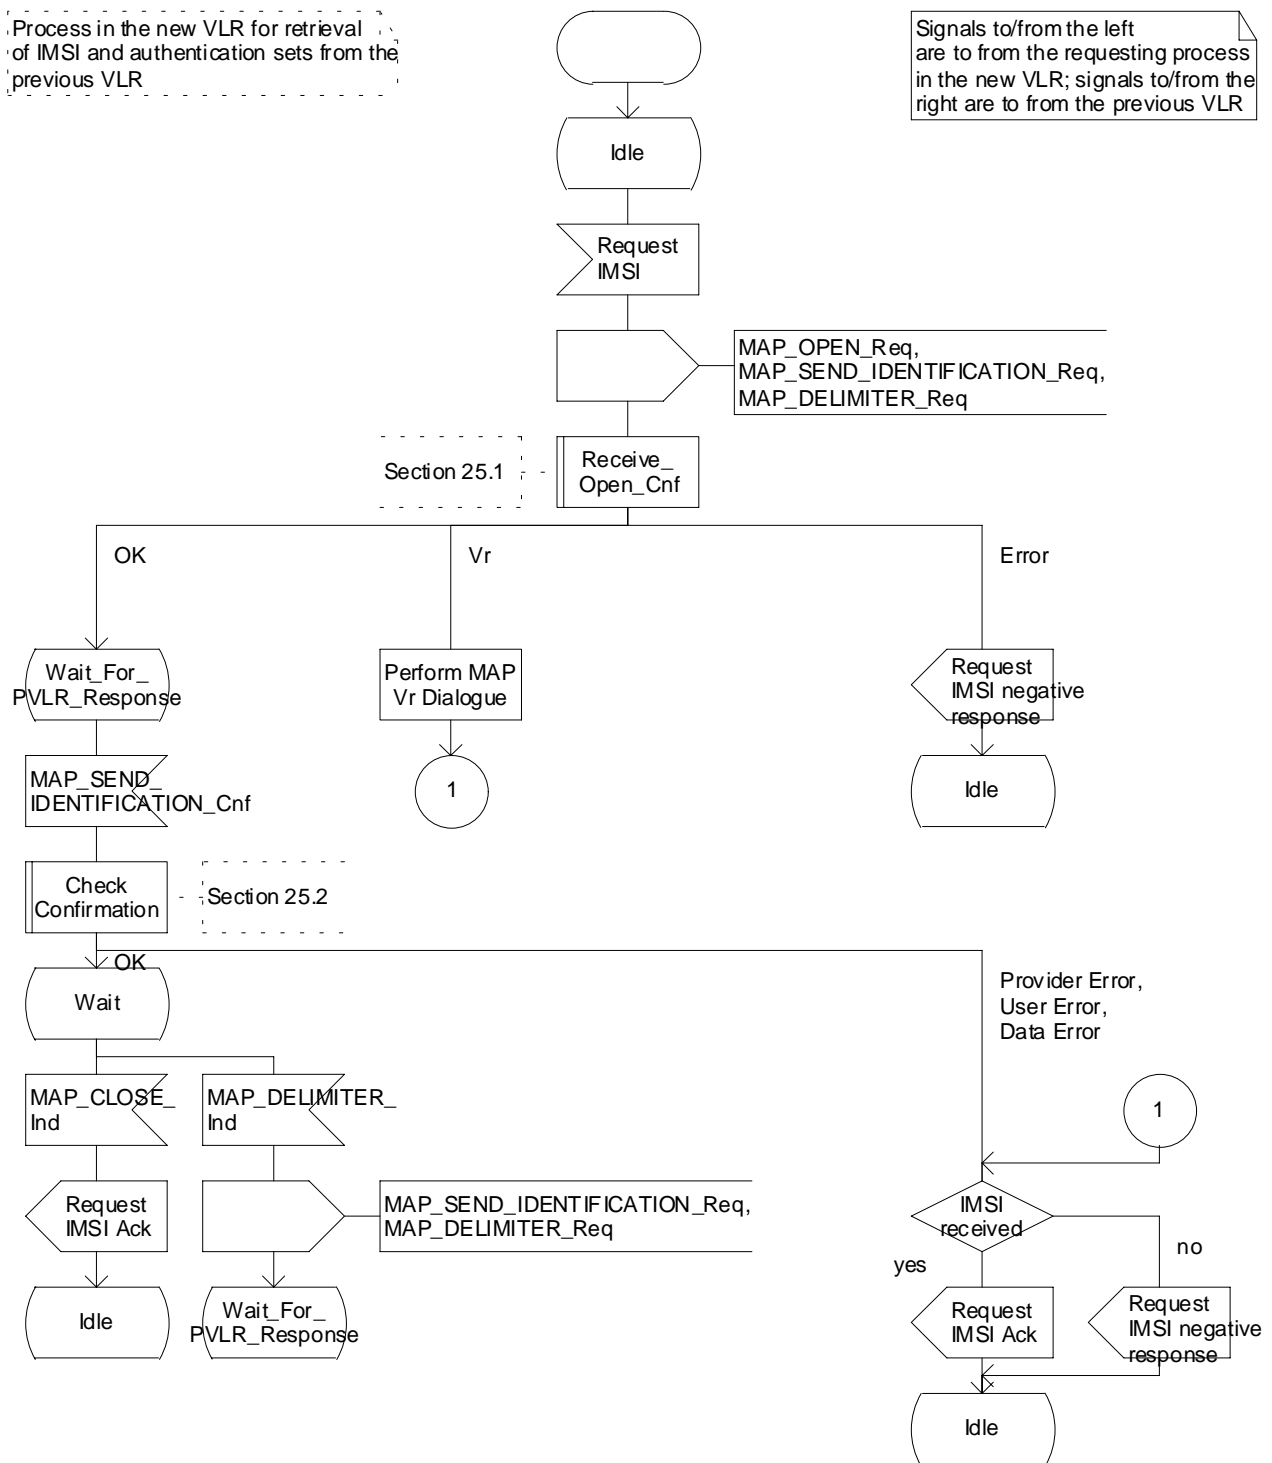 Process in the new VLR for retrieval
of IMSI and authentication sets from the
previous VLR
Signals to/from the left
are to from the requesting process
in the new VLR; signals to/from the
right are to from the previous VLR
Idle
Request
IMSI
MAP_OPEN_Req,
MAP_SEND_IDENTIFICATION_Req,
MAP_DELIMITER_Req
Section 25.1
Receive_
Open_Cnf
OK
Vr
Error
Wait_For_
PVLR_Response
Perform MAP
Vr Dialogue
Request
IMSI negative
response
MAP_SEND_
IDENTIFICATION_Cnf
1
Idle
Check
Confirmation
Section 25.2
OK
Wait
Provider Error,
User Error,
Data Error
MAP_CLOSE_
Ind
MAP_DELIMITER_
Ind
1
Request
IMSI Ack
MAP_SEND_IDENTIFICATION_Req,
MAP_DELIMITER_Req
IMSI
received
yes
no
Idle
Wait_For_
PVLR_Response
Request
IMSI Ack
Request
IMSI negative
response
Idle